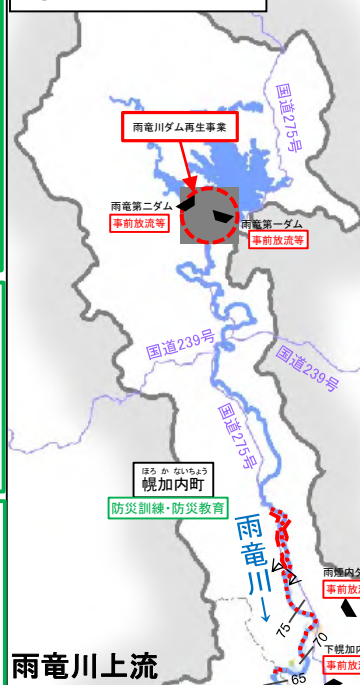 国道275号
雨竜川ダム再生事業
雨竜第二ダム
事前放流等
雨竜第一ダム
事前放流等
国道239号
国道239号
国道275号
ほろ か ないちょう
幌加内町
防災訓練・防災教育
雨竜川
↓
雨煙内ダ
事前放流
75
70
下幌加内
事前放流
65
雨竜川上流